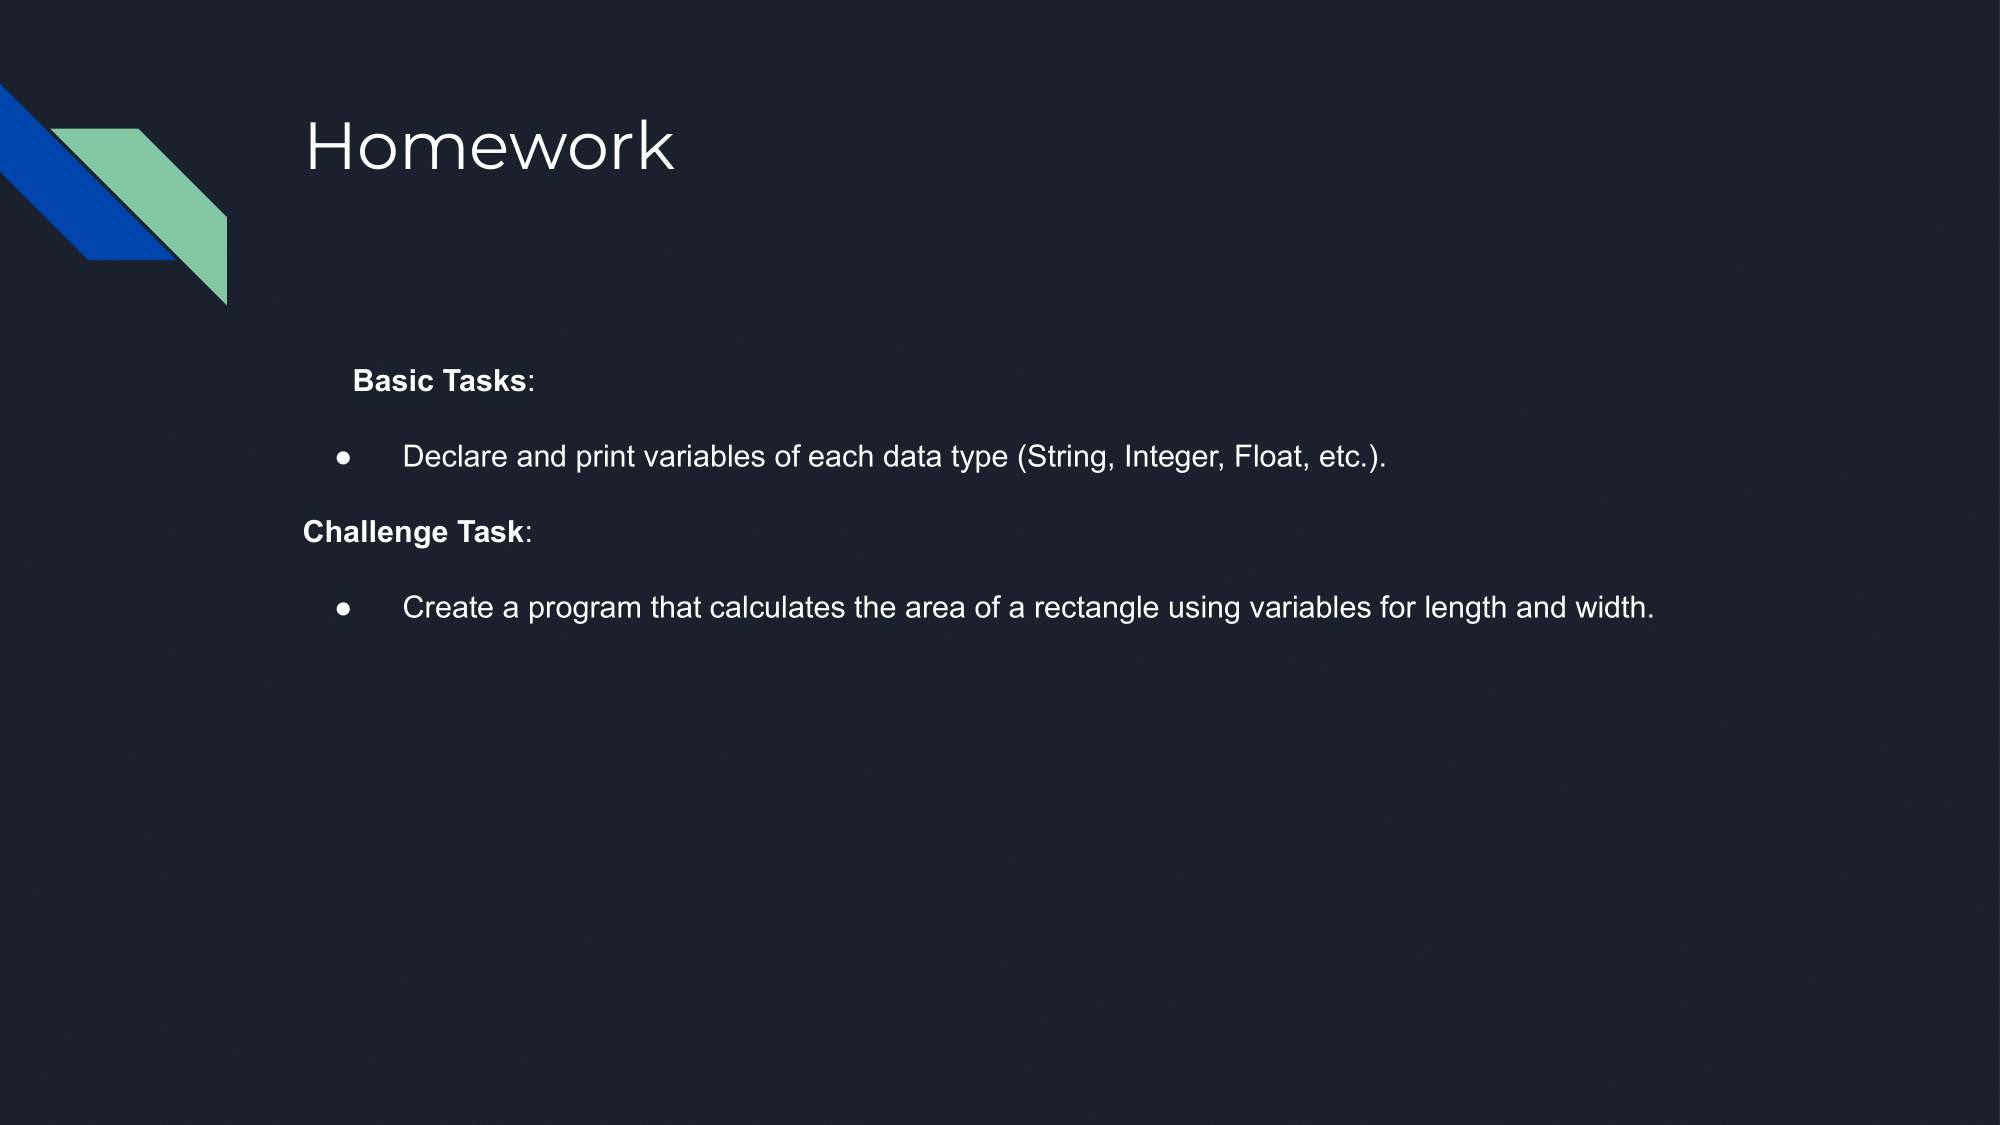 Homework
Basic Tasks:
● Declare and print variables of each data type (String, Integer, Float, etc.).
Challenge Task:
● Create a program that calculates the area of a rectangle using variables for length and width.